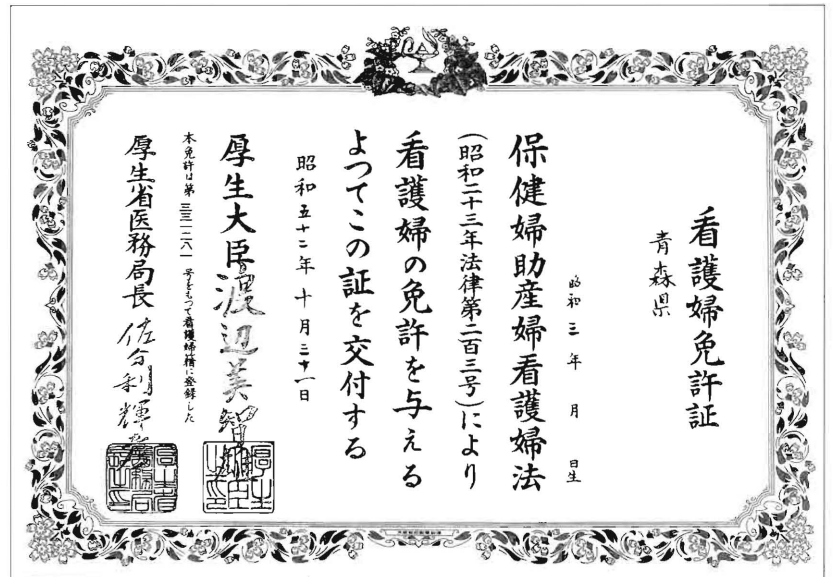 看護婦免許証
青森県
昭和三年 月 日生
保健婦助産婦看護婦法
(昭和二十三年法律第二百三号)により
看護婦の免許を与える
よつてこの証を交付する
昭和五十二年十月三十一日
厚生大臣 渡辺美智雄
本免許は第三三一二八一号をもつて看護婦籍に登録した
厚生省医務局長 佐分利輝彦